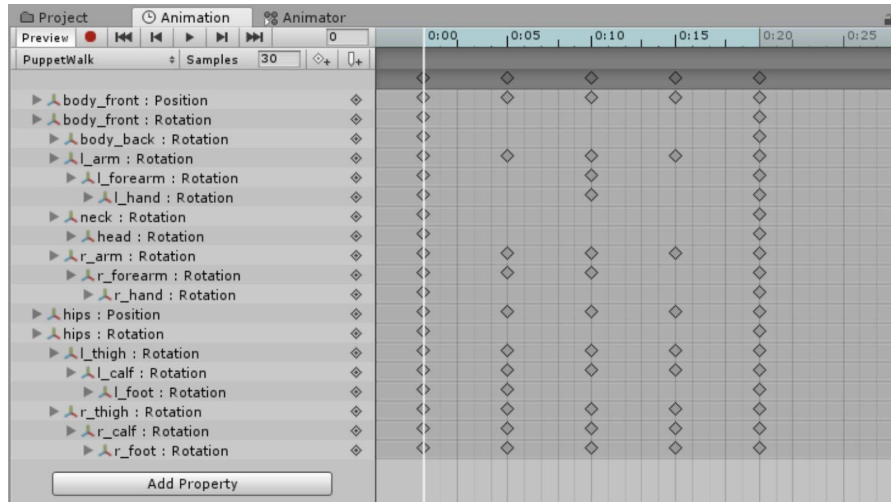 Project Animation Animator
Preview 0 0:00 0:05 0:10 0:15 0:20 0:25
PuppetWalk Samples 30
body_front : Position
body_front : Rotation
body_back : Rotation
l_arm : Rotation
l_forearm : Rotation
l_hand : Rotation
neck : Rotation
head : Rotation
r_arm : Rotation
r_forearm : Rotation
r_hand : Rotation
hips : Position
hips : Rotation
l_thigh : Rotation
l_calf : Rotation
l_foot : Rotation
r_thigh : Rotation
r_calf : Rotation
r_foot : Rotation
Add Property